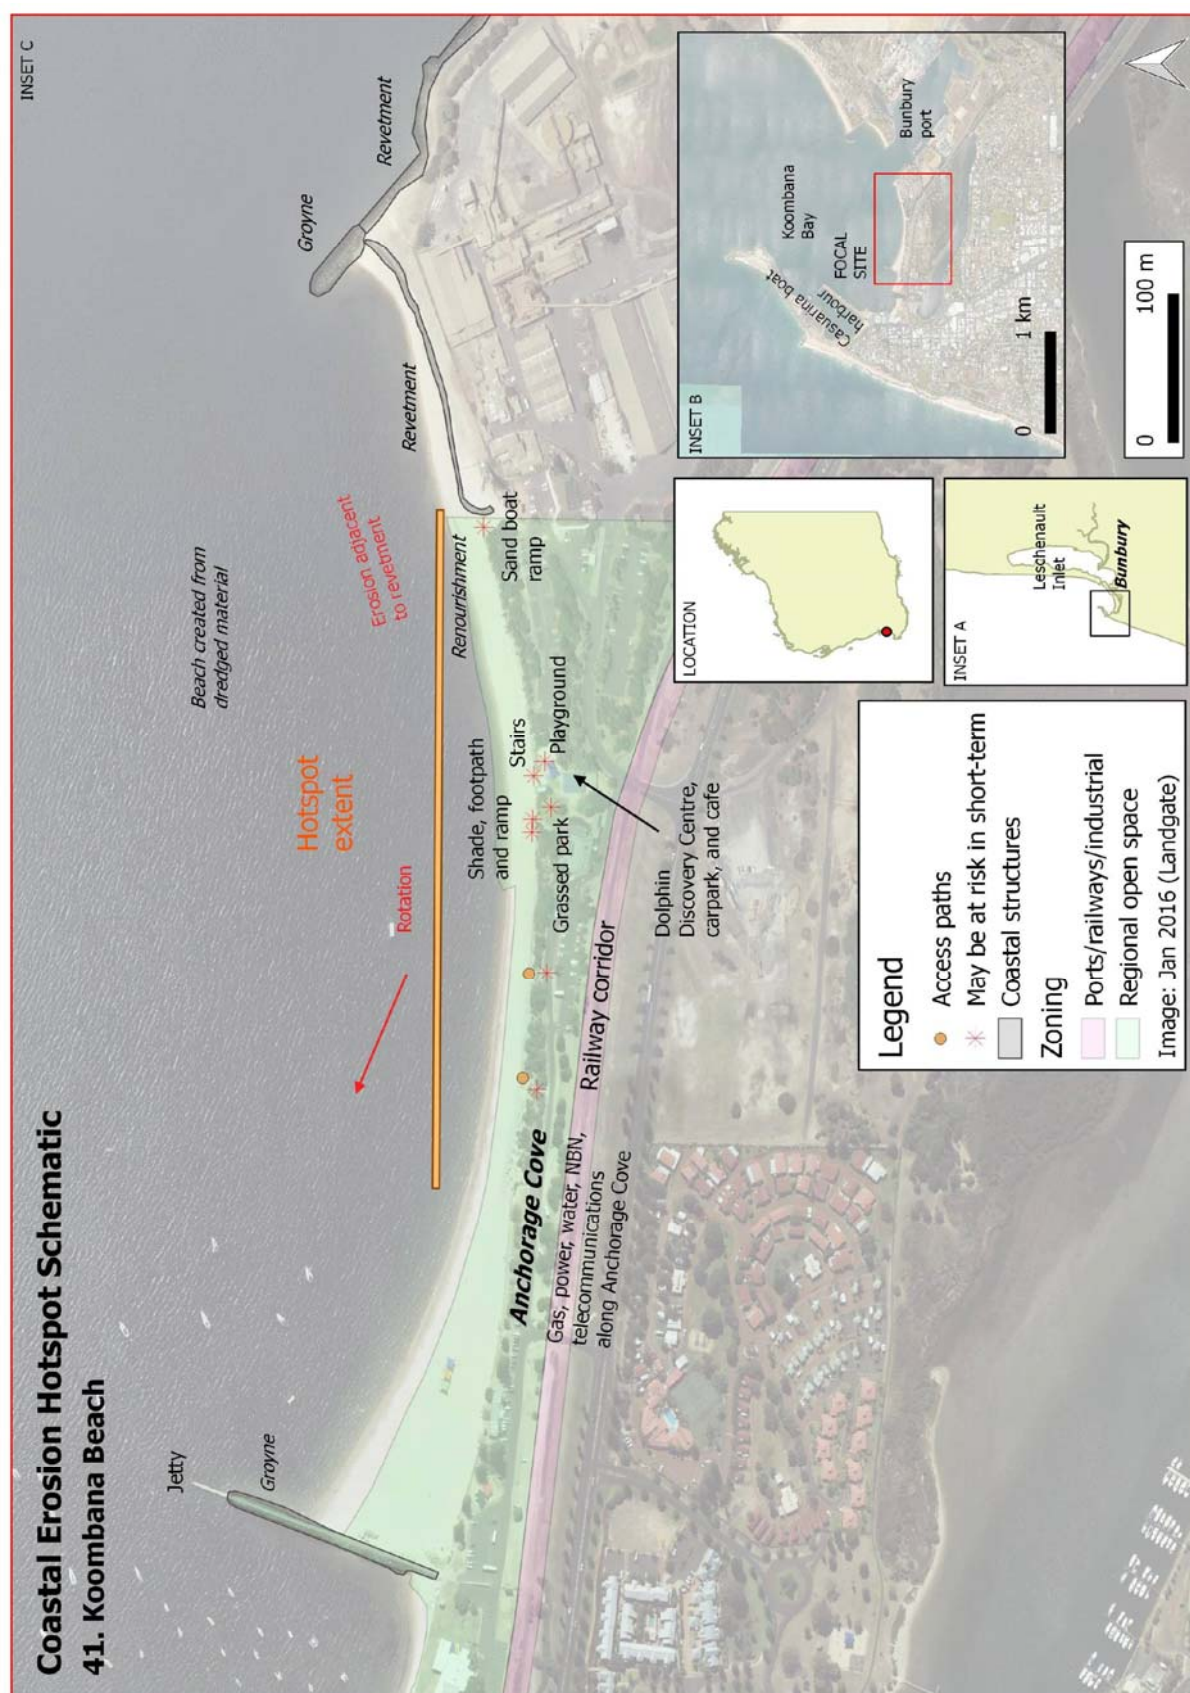 Coastal Erosion Hotspot Schematic
41. Koombana Beach
INSET C
Jetty
Groyne
Beach created from
dredged material
Hotspot
extent
Rotation
Erosion adjacent
to revetment
Groyne
Revetment
Revetment
Renourishment
Sand boat
ramp
Shade, footpath
and ramp
Stairs
Playground
Grassed park
Anchorage Cove
Railway corridor
Gas, power, water, NBN,
telecommunications
along Anchorage Cove
Dolphin
Discovery Centre,
carpark, and cafe
Legend
Access paths
May be at risk in short-term
Coastal structures
Zoning
Ports/railways/industrial
Regional open space
Image: Jan 2016 (Landgate)
LOCATION
INSET A
Leschenault
Inlet
Bunbury
INSET B
Casuarina boat
harbour
Koombana
Bay
FOCAL
SITE
Bunbury
port
0 1 km
0 100 m